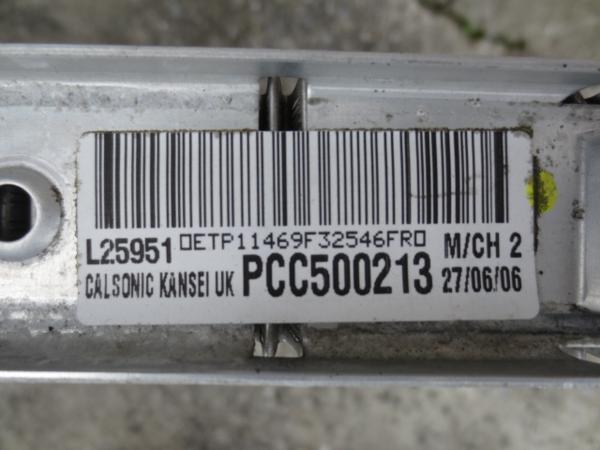 L25951 ▯ETP11469F32546FR▯ M/CH 2
CALSONIC KANSEI UK PCC500213 27/06/06